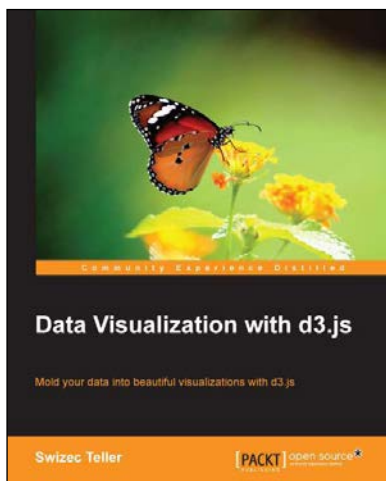 Community Experience Distilled
Data Visualization with d3.js
Mold your data into beautiful visualizations with d3.js
Swizec Teller
[PACKT] open source*
PUBLISHING